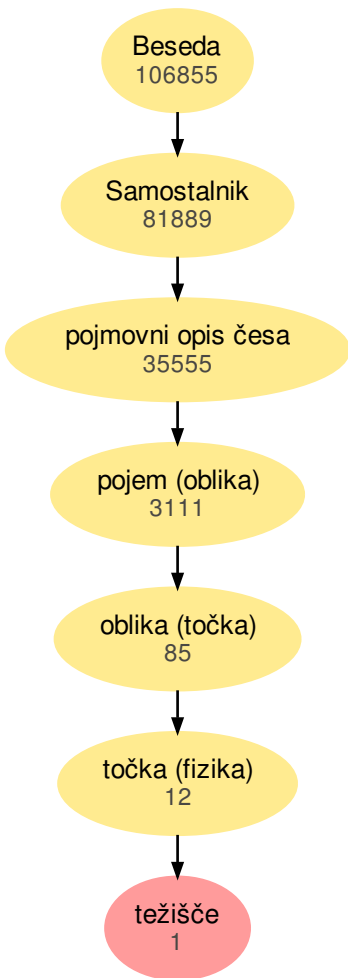 Beseda
106855
Samostalnik
81889
pojmovni opis česa
35555
pojem (oblika)
3111
oblika (točka)
85
točka (fizika)
12
težišče
1